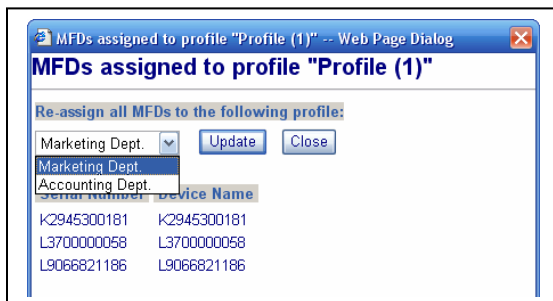 MFDs assigned to profile "Profile (1)" -- Web Page Dialog
MFDs assigned to profile "Profile (1)"
Re-assign all MFDs to the following profile:
Marketing Dept. Update Close
Marketing Dept.
Accounting Dept.
Serial Number Device Name
K2945300181 K2945300181
L3700000058 L3700000058
L9066821186 L9066821186